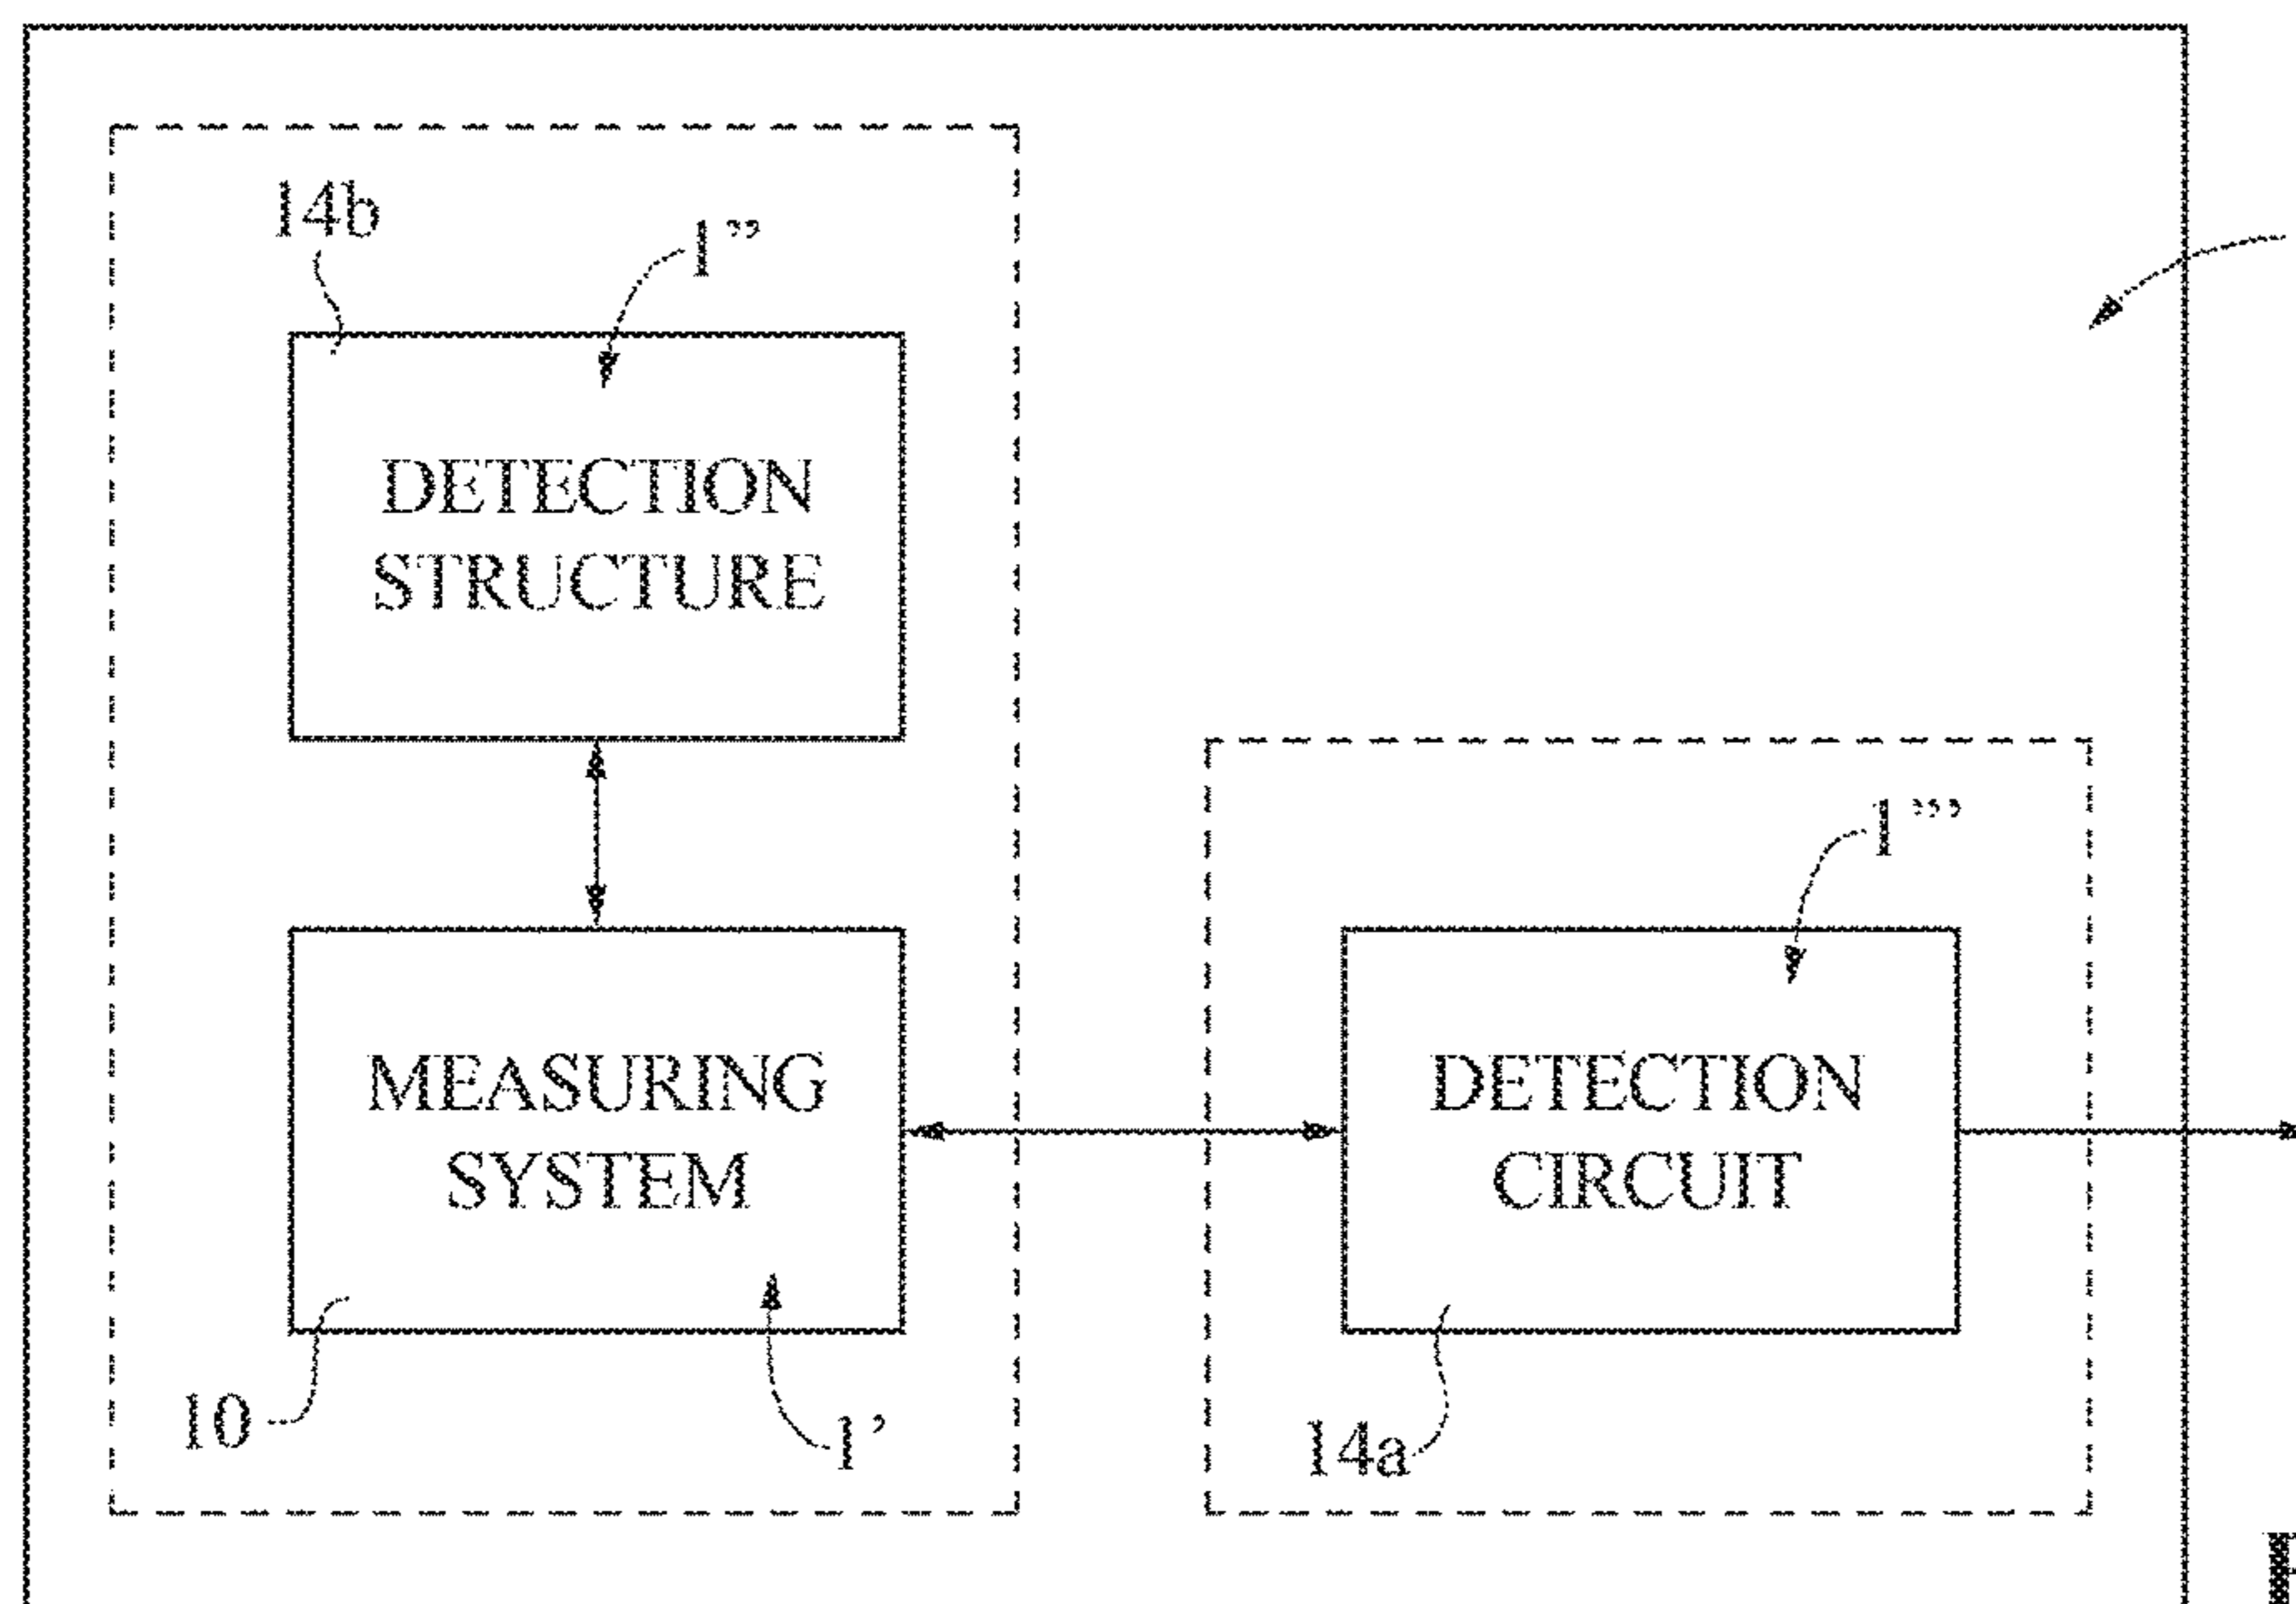 14b
1”
DETECTION
STRUCTURE
1”’
MEASURING
SYSTEM
DETECTION
CIRCUIT
10
1’
14a